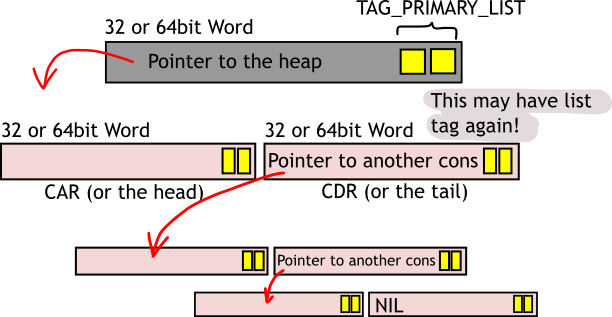 TAG_PRIMARY_LIST
32 or 64bit Word
Pointer to the heap
This may have list
tag again!
32 or 64bit Word
32 or 64bit Word
Pointer to another cons
CAR (or the head)
CDR (or the tail)
Pointer to another cons
NIL